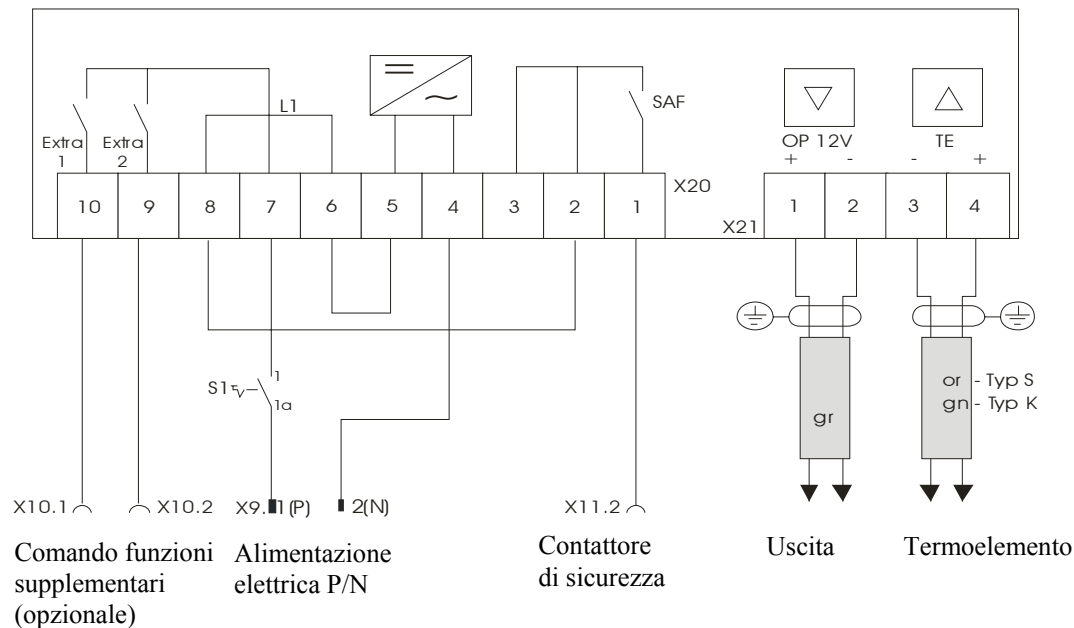 L1
SAF
Extra 1
Extra 2
OP 12V
+ -
TE
- +
10 9 8 7 6 5 4 3 2 1
X20
X21
1 2 3 4
S1
1
1a
gr
or - Typ S
gn - Typ K
X10.1
X10.2
X9.1(P)
2(N)
X11.2
Comando funzioni
supplementari
(opzionale)
Alimentazione
elettrica P/N
Contattore
di sicurezza
Uscita
Termoelemento